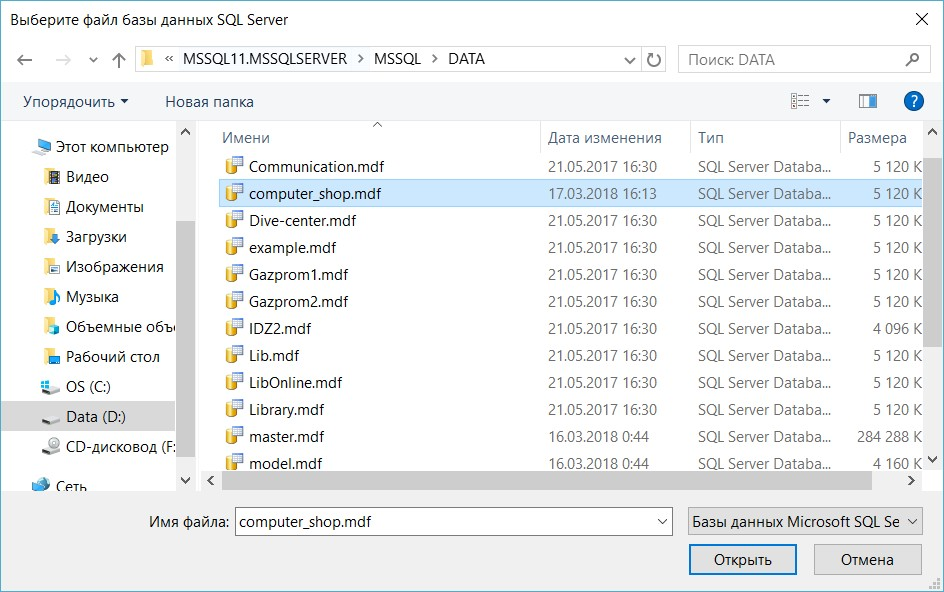 Выберите файл базы данных SQL Server
« MSSQL11.MSSQLSERVER > MSSQL > DATA
Поиск: DATA
Упорядочить
Новая папка
Этот компьютер
Видео
Документы
Загрузки
Изображения
Музыка
Объемные объ
Рабочий стол
OS (C:)
Data (D:)
CD-дисковод (F:
Сеть
Имени Дата изменения Тип Размера
Communication.mdf 21.05.2017 16:30 SQL Server Databa... 5 120 К
computer_shop.mdf 17.03.2018 16:13 SQL Server Databa... 5 120 К
Dive-center.mdf 21.05.2017 16:30 SQL Server Databa... 5 120 К
example.mdf 21.05.2017 16:30 SQL Server Databa... 5 120 К
Gazprom1.mdf 21.05.2017 16:30 SQL Server Databa... 5 120 К
Gazprom2.mdf 21.05.2017 16:30 SQL Server Databa... 5 120 К
IDZ2.mdf 21.05.2017 16:30 SQL Server Databa... 4 096 К
Lib.mdf 21.05.2017 16:30 SQL Server Databa... 5 120 К
LibOnline.mdf 21.05.2017 16:30 SQL Server Databa... 5 120 К
Library.mdf 21.05.2017 16:30 SQL Server Databa... 5 120 К
master.mdf 16.03.2018 0:44 SQL Server Databa... 284 288 К
model.mdf 16.03.2018 0:44 SQL Server Databa... 4 160 К
Имя файла: computer_shop.mdf
Базы данных Microsoft SQL Se
Открыть
Отмена